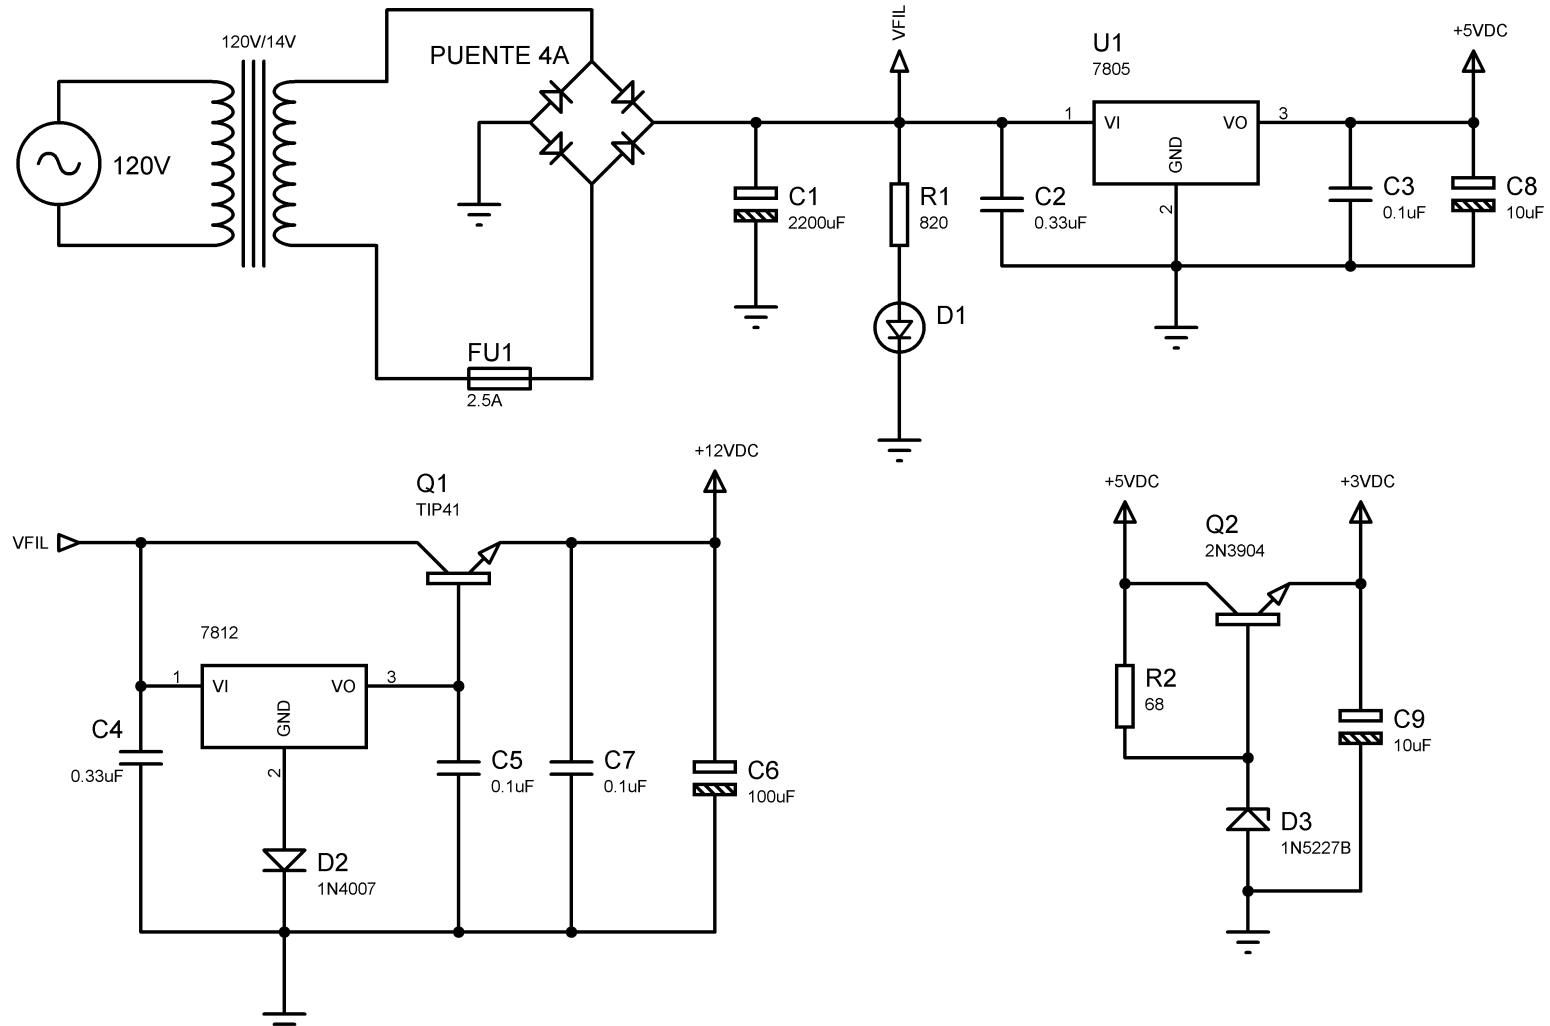 120V/14V
PUENTE 4A
120V
FU1
2.5A
C1
2200uF
VFIL
R1
820
D1
C2
0.33uF
U1
7805
1
VI
VO
3
GND
2
C3
0.1uF
+5VDC
C8
10uF
VFIL
Q1
TIP41
+12VDC
7812
1
VI
VO
3
GND
2
C4
0.33uF
D2
1N4007
C5
0.1uF
C7
0.1uF
C6
100uF
+5VDC
Q2
2N3904
+3VDC
R2
68
D3
1N5227B
C9
10uF